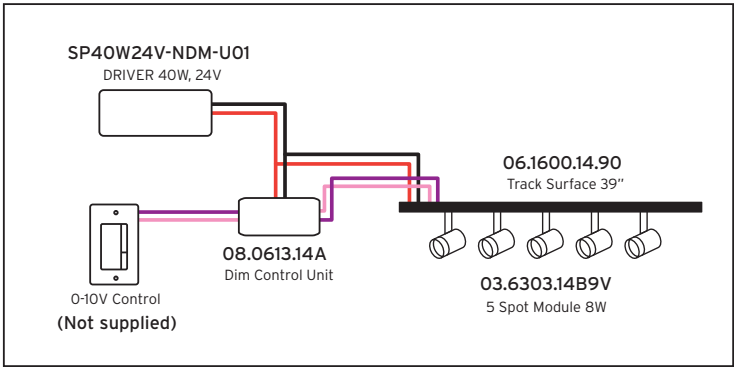 SP40W24V-NDM-U01
DRIVER 40W, 24V
06.1600.14.90
Track Surface 39”
08.0613.14A
Dim Control Unit
03.6303.14B9V
5 Spot Module 8W
0-10V Control
(Not supplied)